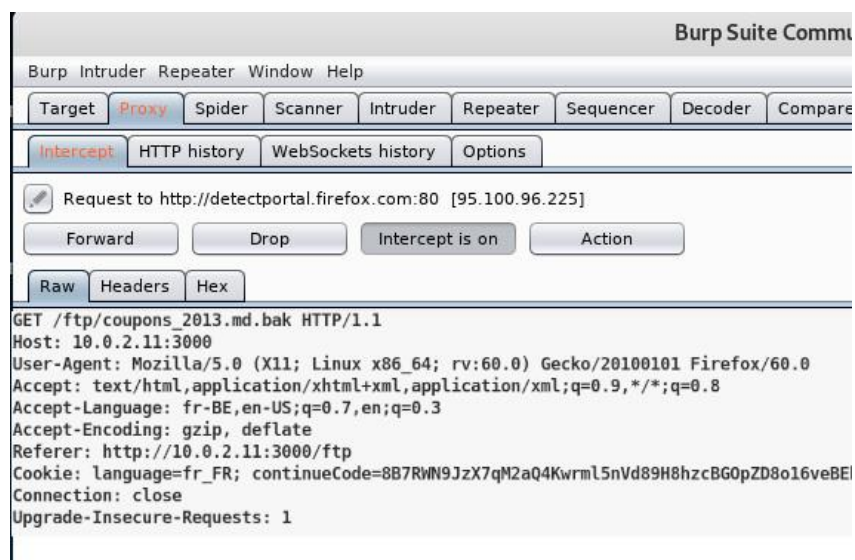 Burp Suite Commu
Burp Intruder Repeater Window Help
Target Proxy Spider Scanner Intruder Repeater Sequencer Decoder Compare
Intercept HTTP history WebSockets history Options
Request to http://detectportal.firefox.com:80 [95.100.96.225]
Forward Drop Intercept is on Action
Raw Headers Hex
GET /ftp/coupons_2013.md.bak HTTP/1.1
Host: 10.0.2.11:3000
User-Agent: Mozilla/5.0 (X11; Linux x86_64; rv:60.0) Gecko/20100101 Firefox/60.0
Accept: text/html,application/xhtml+xml,application/xml;q=0.9,*/*;q=0.8
Accept-Language: fr-BE,en-US;q=0.7,en;q=0.3
Accept-Encoding: gzip, deflate
Referer: http://10.0.2.11:3000/ftp
Cookie: language=fr_FR; continueCode=8B7RWN9JzX7qM2aQ4Kwrml5nVd89H8hzcBGOpZD8o16veBE
Connection: close
Upgrade-Insecure-Requests: 1